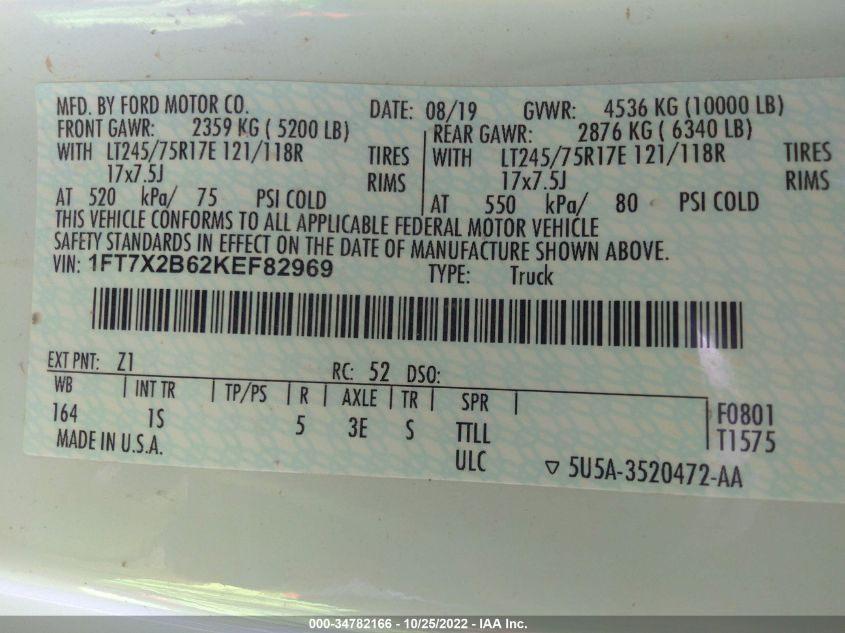 MFD. BY FORD MOTOR CO. DATE: 08/19 GVWR: 4536 KG (10000 LB)
FRONT GAWR: 2359 KG ( 5200 LB) REAR GAWR: 2876 KG ( 6340 LB)
WITH LT245/75R17E 121/118R TIRES WITH LT245/75R17E 121/118R TIRES
17x7.5J RIMS 17x7.5J RIMS
AT 520 kPa/ 75 PSI COLD AT 550 kPa/ 80 PSI COLD
THIS VEHICLE CONFORMS TO ALL APPLICABLE FEDERAL MOTOR VEHICLE
SAFETY STANDARDS IN EFFECT ON THE DATE OF MANUFACTURE SHOWN ABOVE.
VIN: 1FT7X2B62KEF82969 TYPE: Truck
EXT PNT: Z1 RC: 52 DSO:
WB INT TR TP/PS R AXLE TR SPR
164 1S 5 3E S TTLL F0801
MADE IN U.S.A. ULC T1575
5U5A-3520472-AA
000-34782166 - 10/25/2022 - IAA Inc.